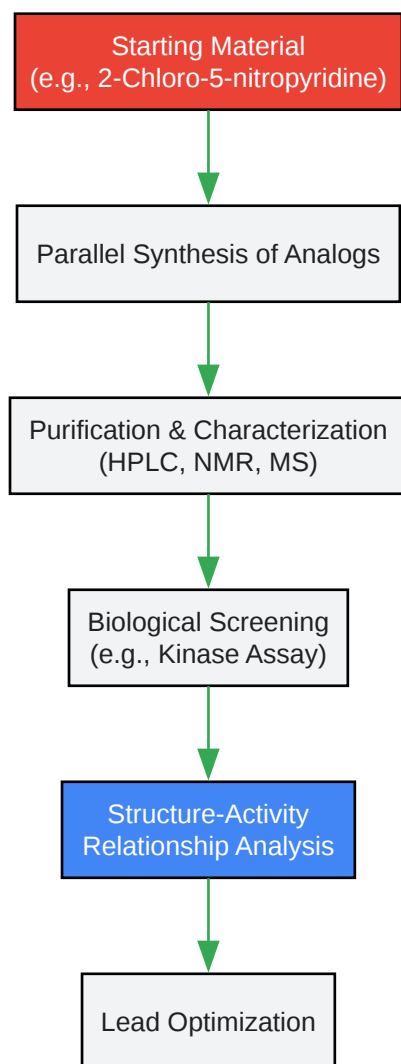 Starting Material
(e.g., 2-Chloro-5-nitropyridine)
Parallel Synthesis of Analogs
Purification & Characterization
(HPLC, NMR, MS)
Biological Screening
(e.g., Kinase Assay)
Structure-Activity
Relationship Analysis
Lead Optimization